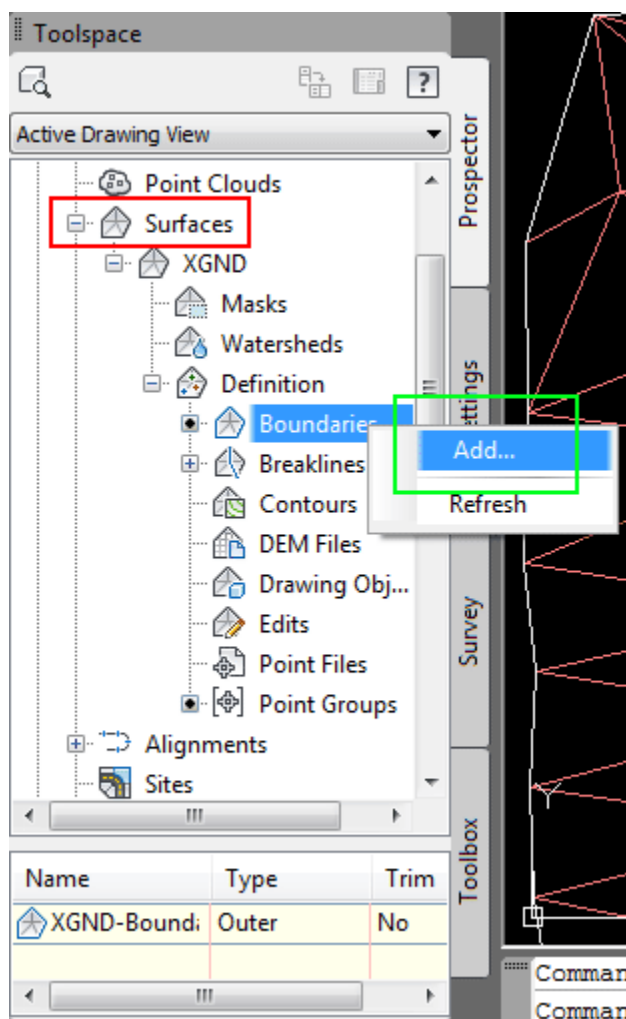 Toolspace
?
Active Drawing View
Point Clouds
Surfaces
XGND
Masks
Watersheds
Definition
Boundaries
Add...
Breaklines
Refresh
Contours
DEM Files
Drawing Obj...
Edits
Point Files
Point Groups
Alignments
Sites
Prospector
ettings
Survey
Toolbox
Name Type Trim
XGND-Bounda Outer No
Comman
Comman